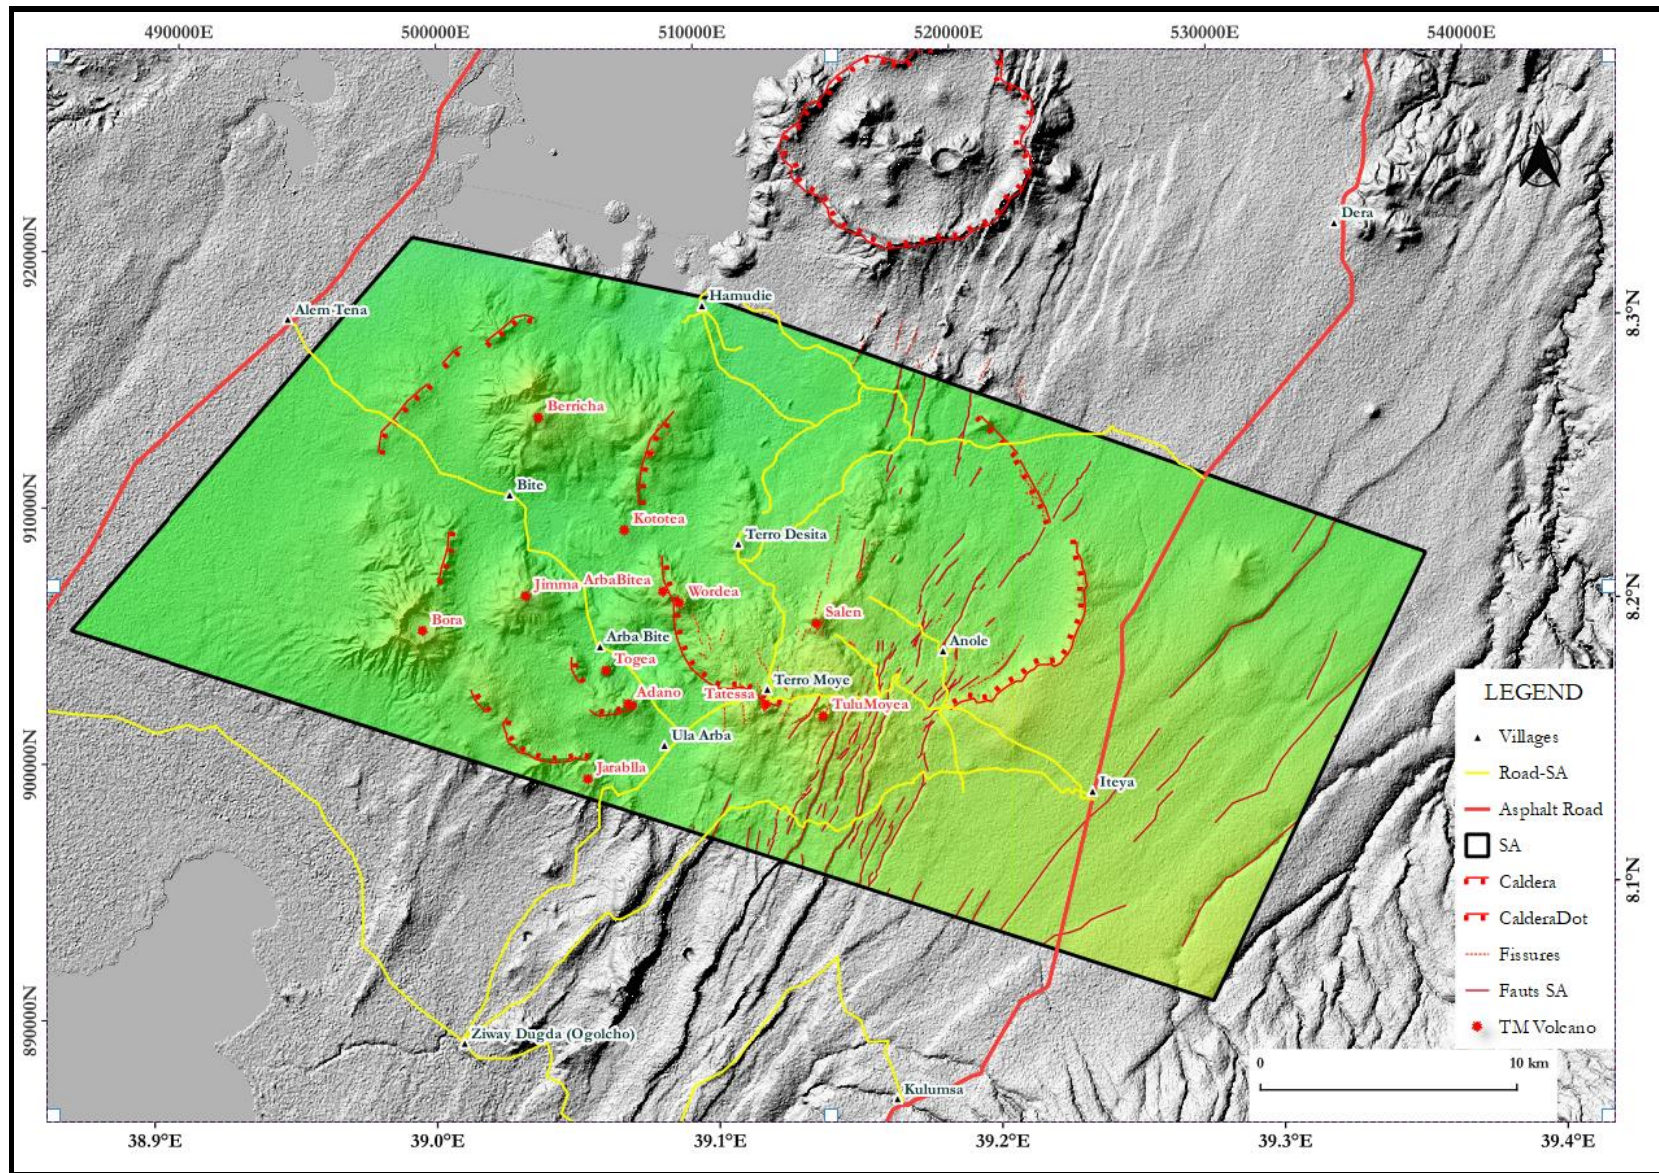 490000E 500000E 510000E 520000E 530000E 540000E
920000N
910000N
900000N
890000N
8.3°N
8.2°N
8.1°N
Dera
Hamudie
Alem-Tena
Berricha
Bite
Kototea
Terro Desita
Jimma
ArbaBitea
Wordea
Bora
Salen
Arba Bite
Anole
Togea
Terro Moye
Adano
Tatessa
TuluMoyea
Ula Arba
Jarablla
Iteya
Ziway Dugda (Ogolcho)
Kulumsa
LEGEND
Villages
Road-SA
Asphalt Road
SA
Caldera
CalderaDot
Fissures
Fauts SA
TM Volcano
0 10 km
38.9°E 39.0°E 39.1°E 39.2°E 39.3°E 39.4°E